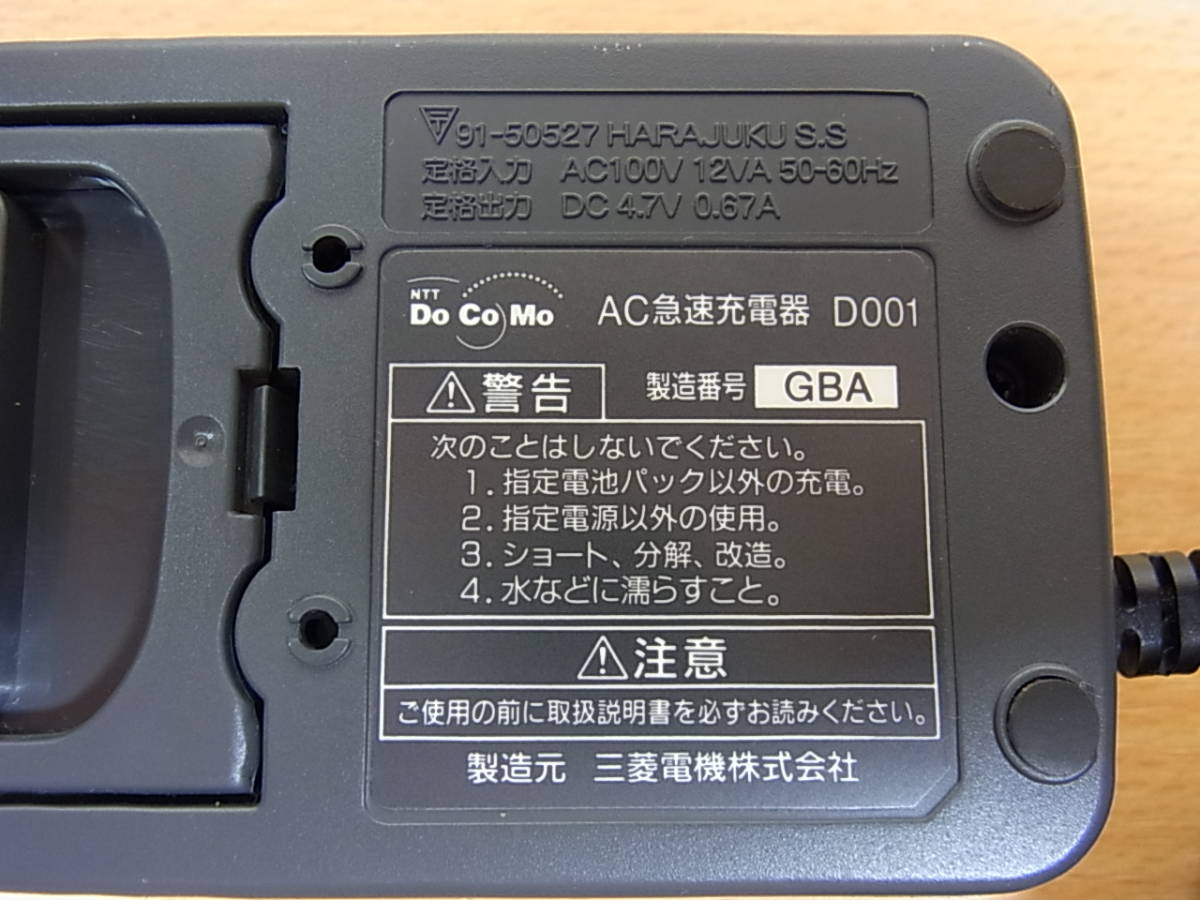 〒91-50527 HARAJUKU S.S
定格入力 AC100V 12VA 50-60Hz
定格出力 DC 4.7V 0.67A
NTT
DoCoMo AC急速充電器 D001
警告 製造番号 GBA
次のことはしないでください。
1. 指定電池パック以外の充電。
2. 指定電源以外の使用。
3. ショート、分解、改造。
4. 水などに濡らすこと。
注意
ご使用の前に取扱説明書を必ずお読みください。
製造元 三菱電機株式会社